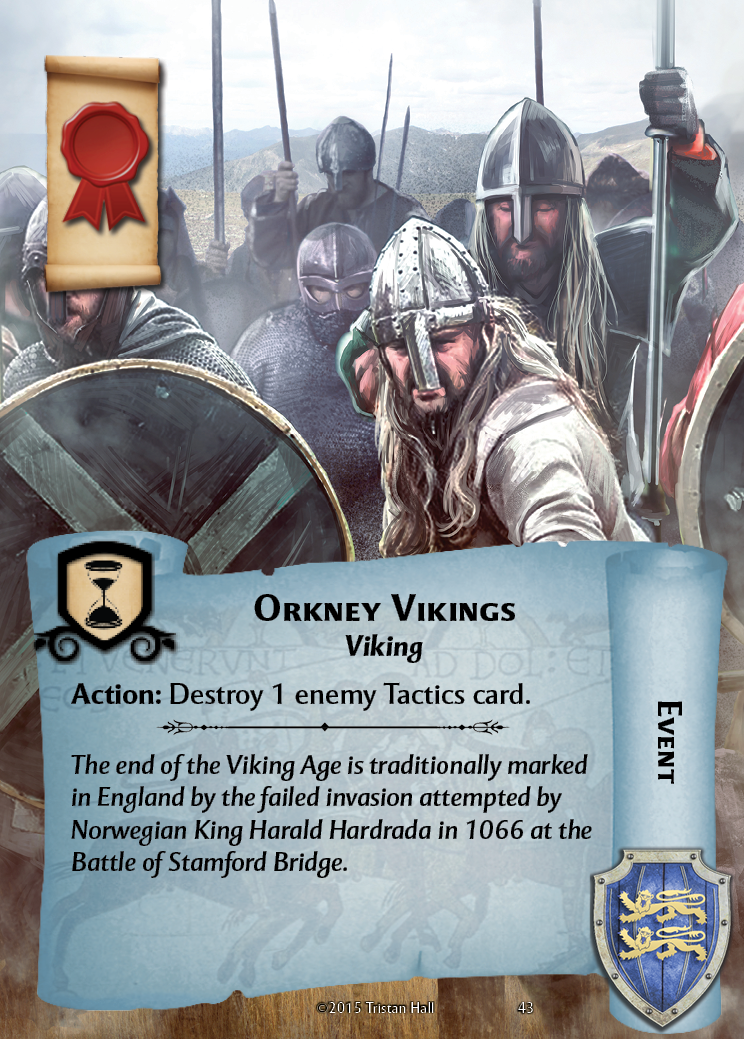 Orkney Vikings
Viking
Action: Destroy 1 enemy Tactics card.
The end of the Viking Age is traditionally marked
in England by the failed invasion attempted by
Norwegian King Harald Hardrada in 1066 at the
Battle of Stamford Bridge.
Event
©2015 Tristan Hall
43